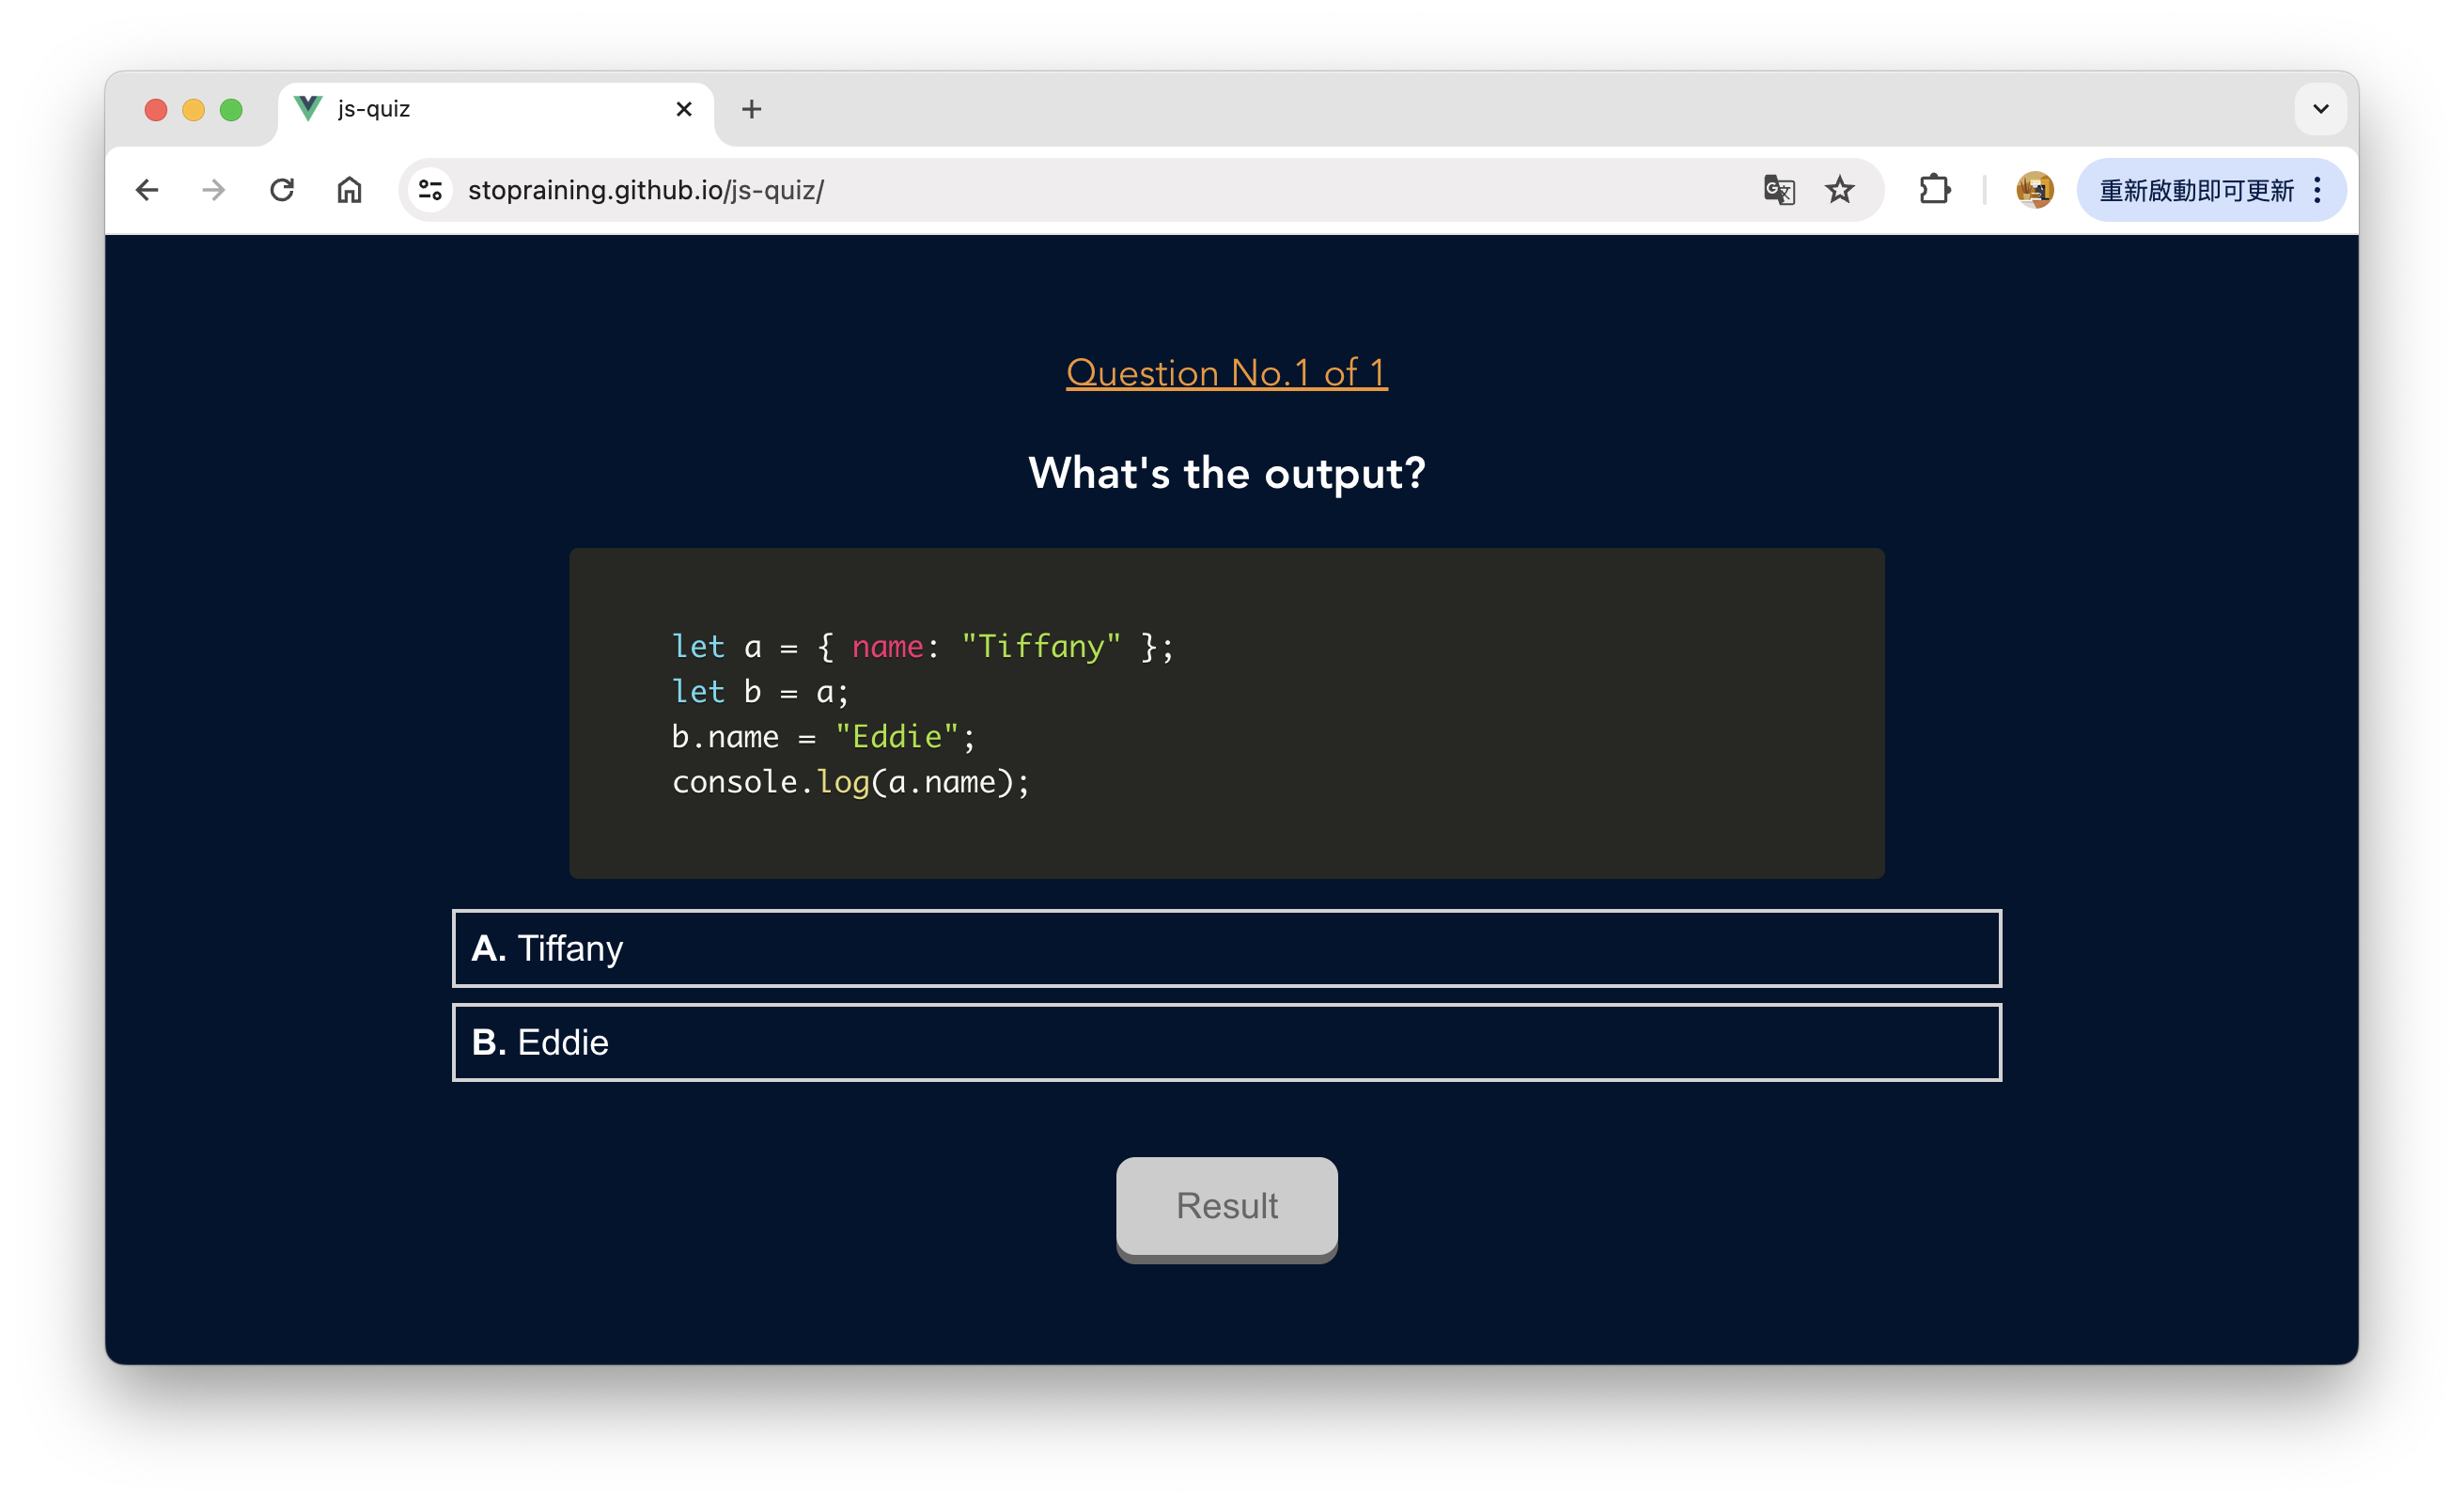 js-quiz
stopraining.github.io/js-quiz/
重新啟動即可更新
Question No.1 of 1
What's the output?
let a = { name: "Tiffany" };
let b = a;
b.name = "Eddie";
console.log(a.name);
A. Tiffany
B. Eddie
Result